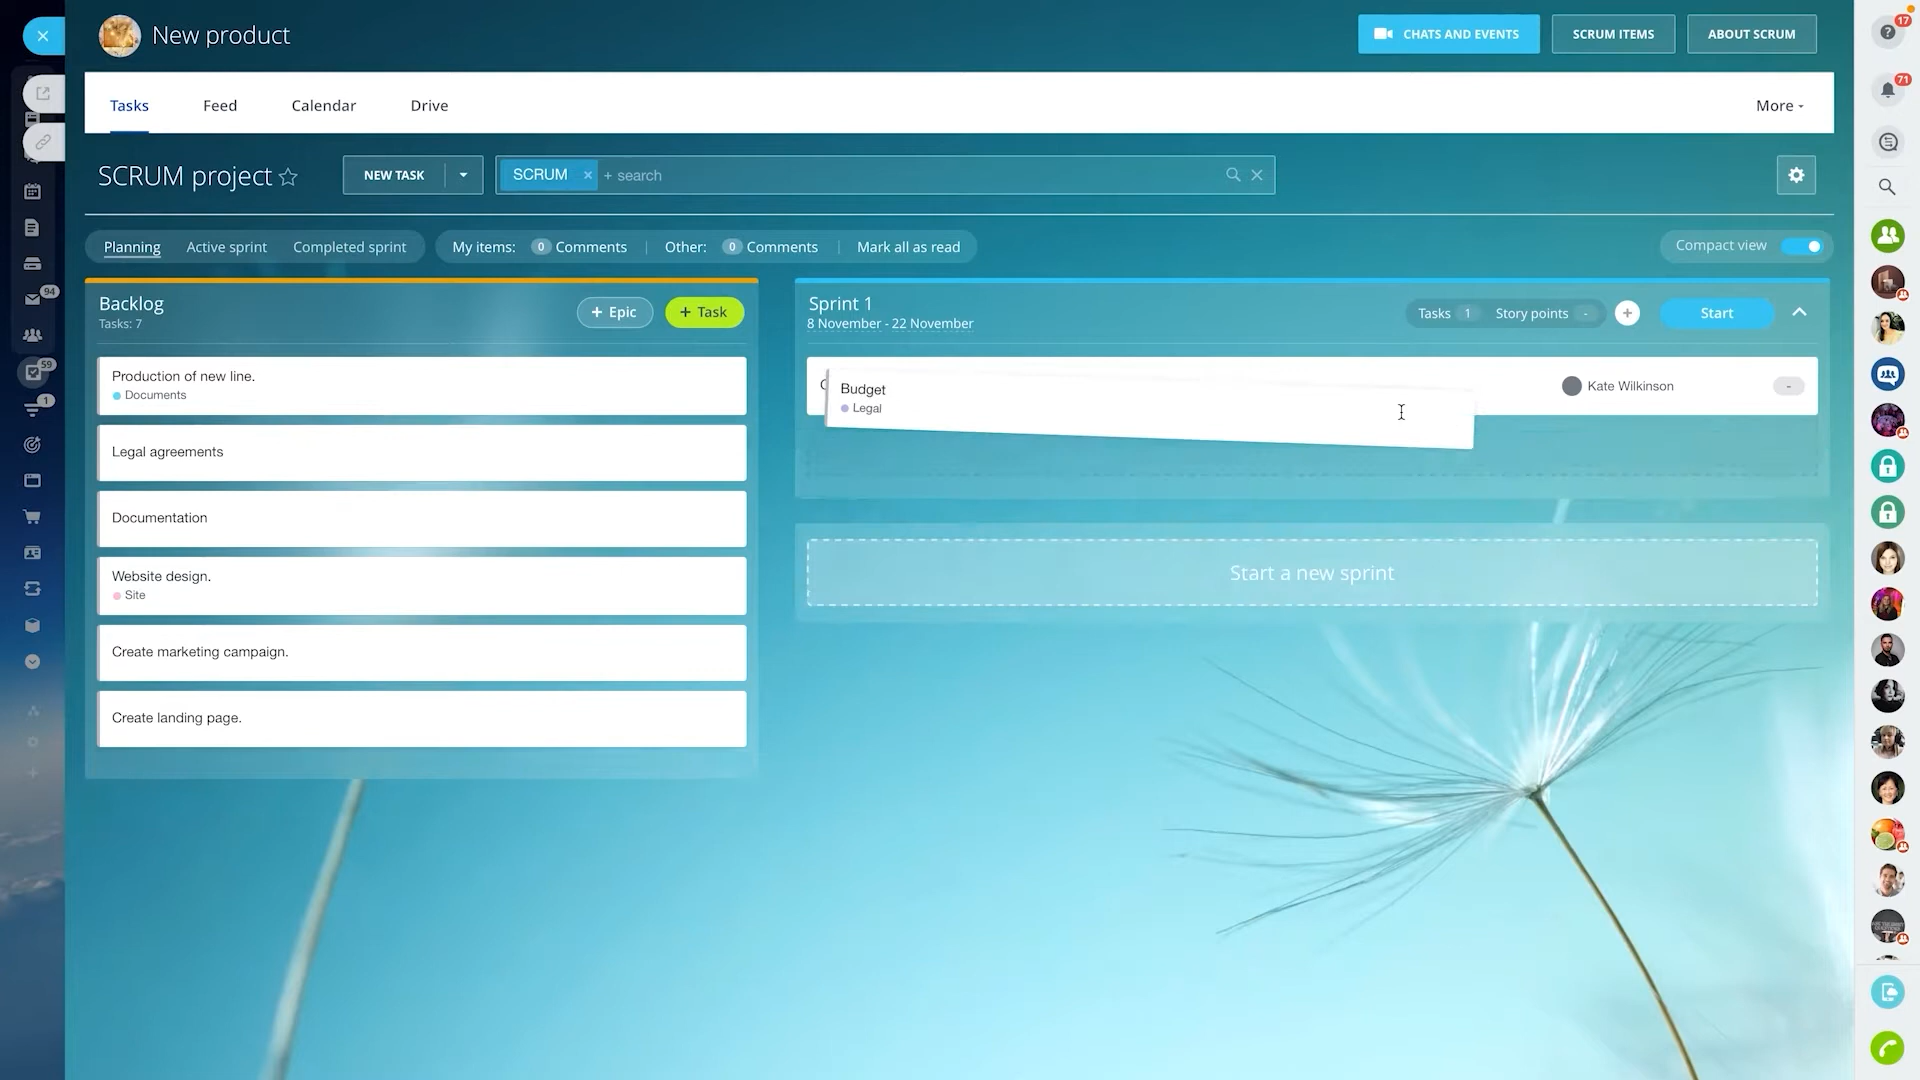 New product
CHATS AND EVENTS
SCRUM ITEMS
ABOUT SCRUM
17
Tasks
Feed
Calendar
Drive
More
71
SCRUM project
NEW TASK
SCRUM ×
+ search
Planning
Active sprint
Completed sprint
My items: 0 Comments
Other: 0 Comments
Mark all as read
Compact view
94
59
1
Backlog
Tasks: 7
+ Epic
+ Task
Production of new line.
Documents
Legal agreements
Documentation
Website design.
Site
Create marketing campaign.
Create landing page.
Sprint 1
8 November - 22 November
Tasks 1
Story points -
+
Start
Budget
Legal
Kate Wilkinson
-
Start a new sprint